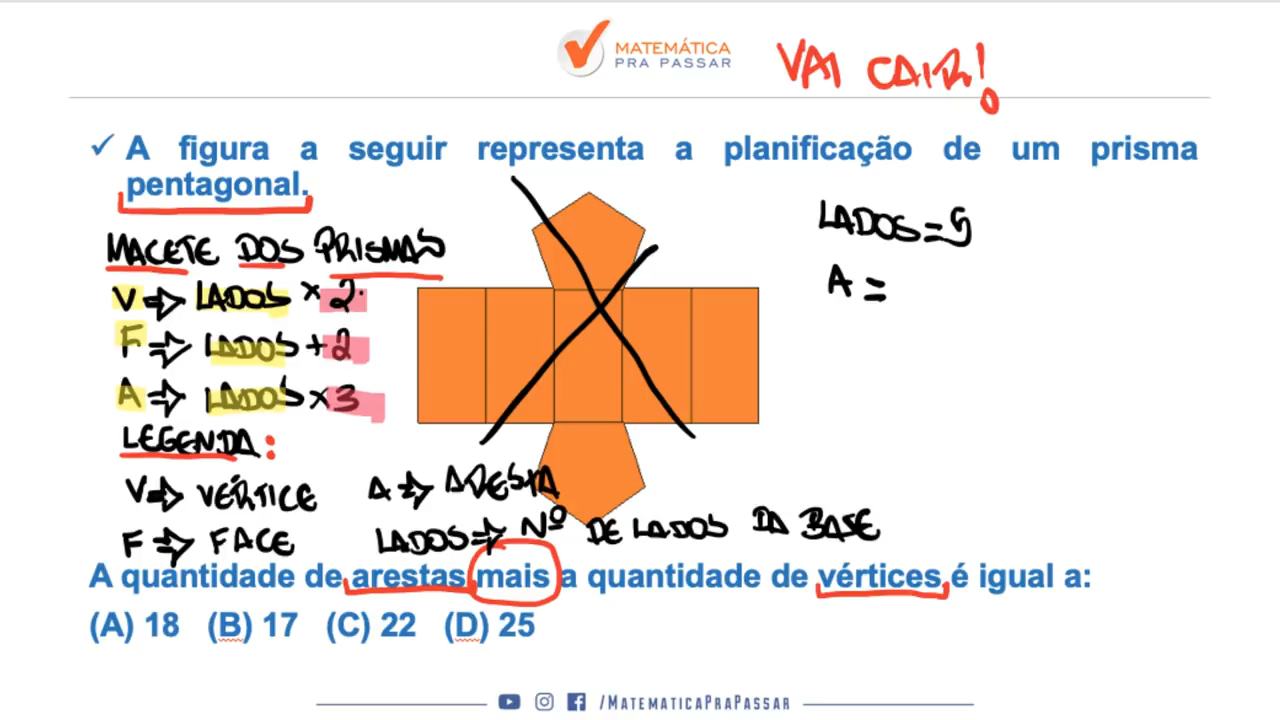 MATEMÁTICA
PRA PASSAR
VAI CAIR!
✓ A figura a seguir representa a planificação de um prisma
pentagonal.
MACETE DOS PRISMAS
V ⇒ LADOS × 2
F ⇒ LADOS + 2
A ⇒ LADOS × 3
LEGENDA:
V ⇒ VÉRTICE
A ⇒ ARESTA
F ⇒ FACE
LADOS ⇒ Nº DE LADOS DA BASE
LADOS = 5
A =
A quantidade de arestas mais a quantidade de vértices é igual a:
(A) 18 (B) 17 (C) 22 (D) 25
/MATEMATICAPRAPASSAR